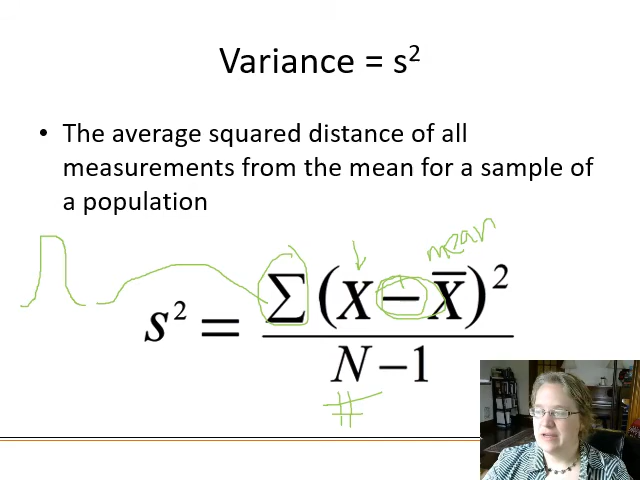 Variance = s²
• The average squared distance of all
measurements from the mean for a sample of
a population
mean
s² = Σ (X − X̄)² / N − 1
#